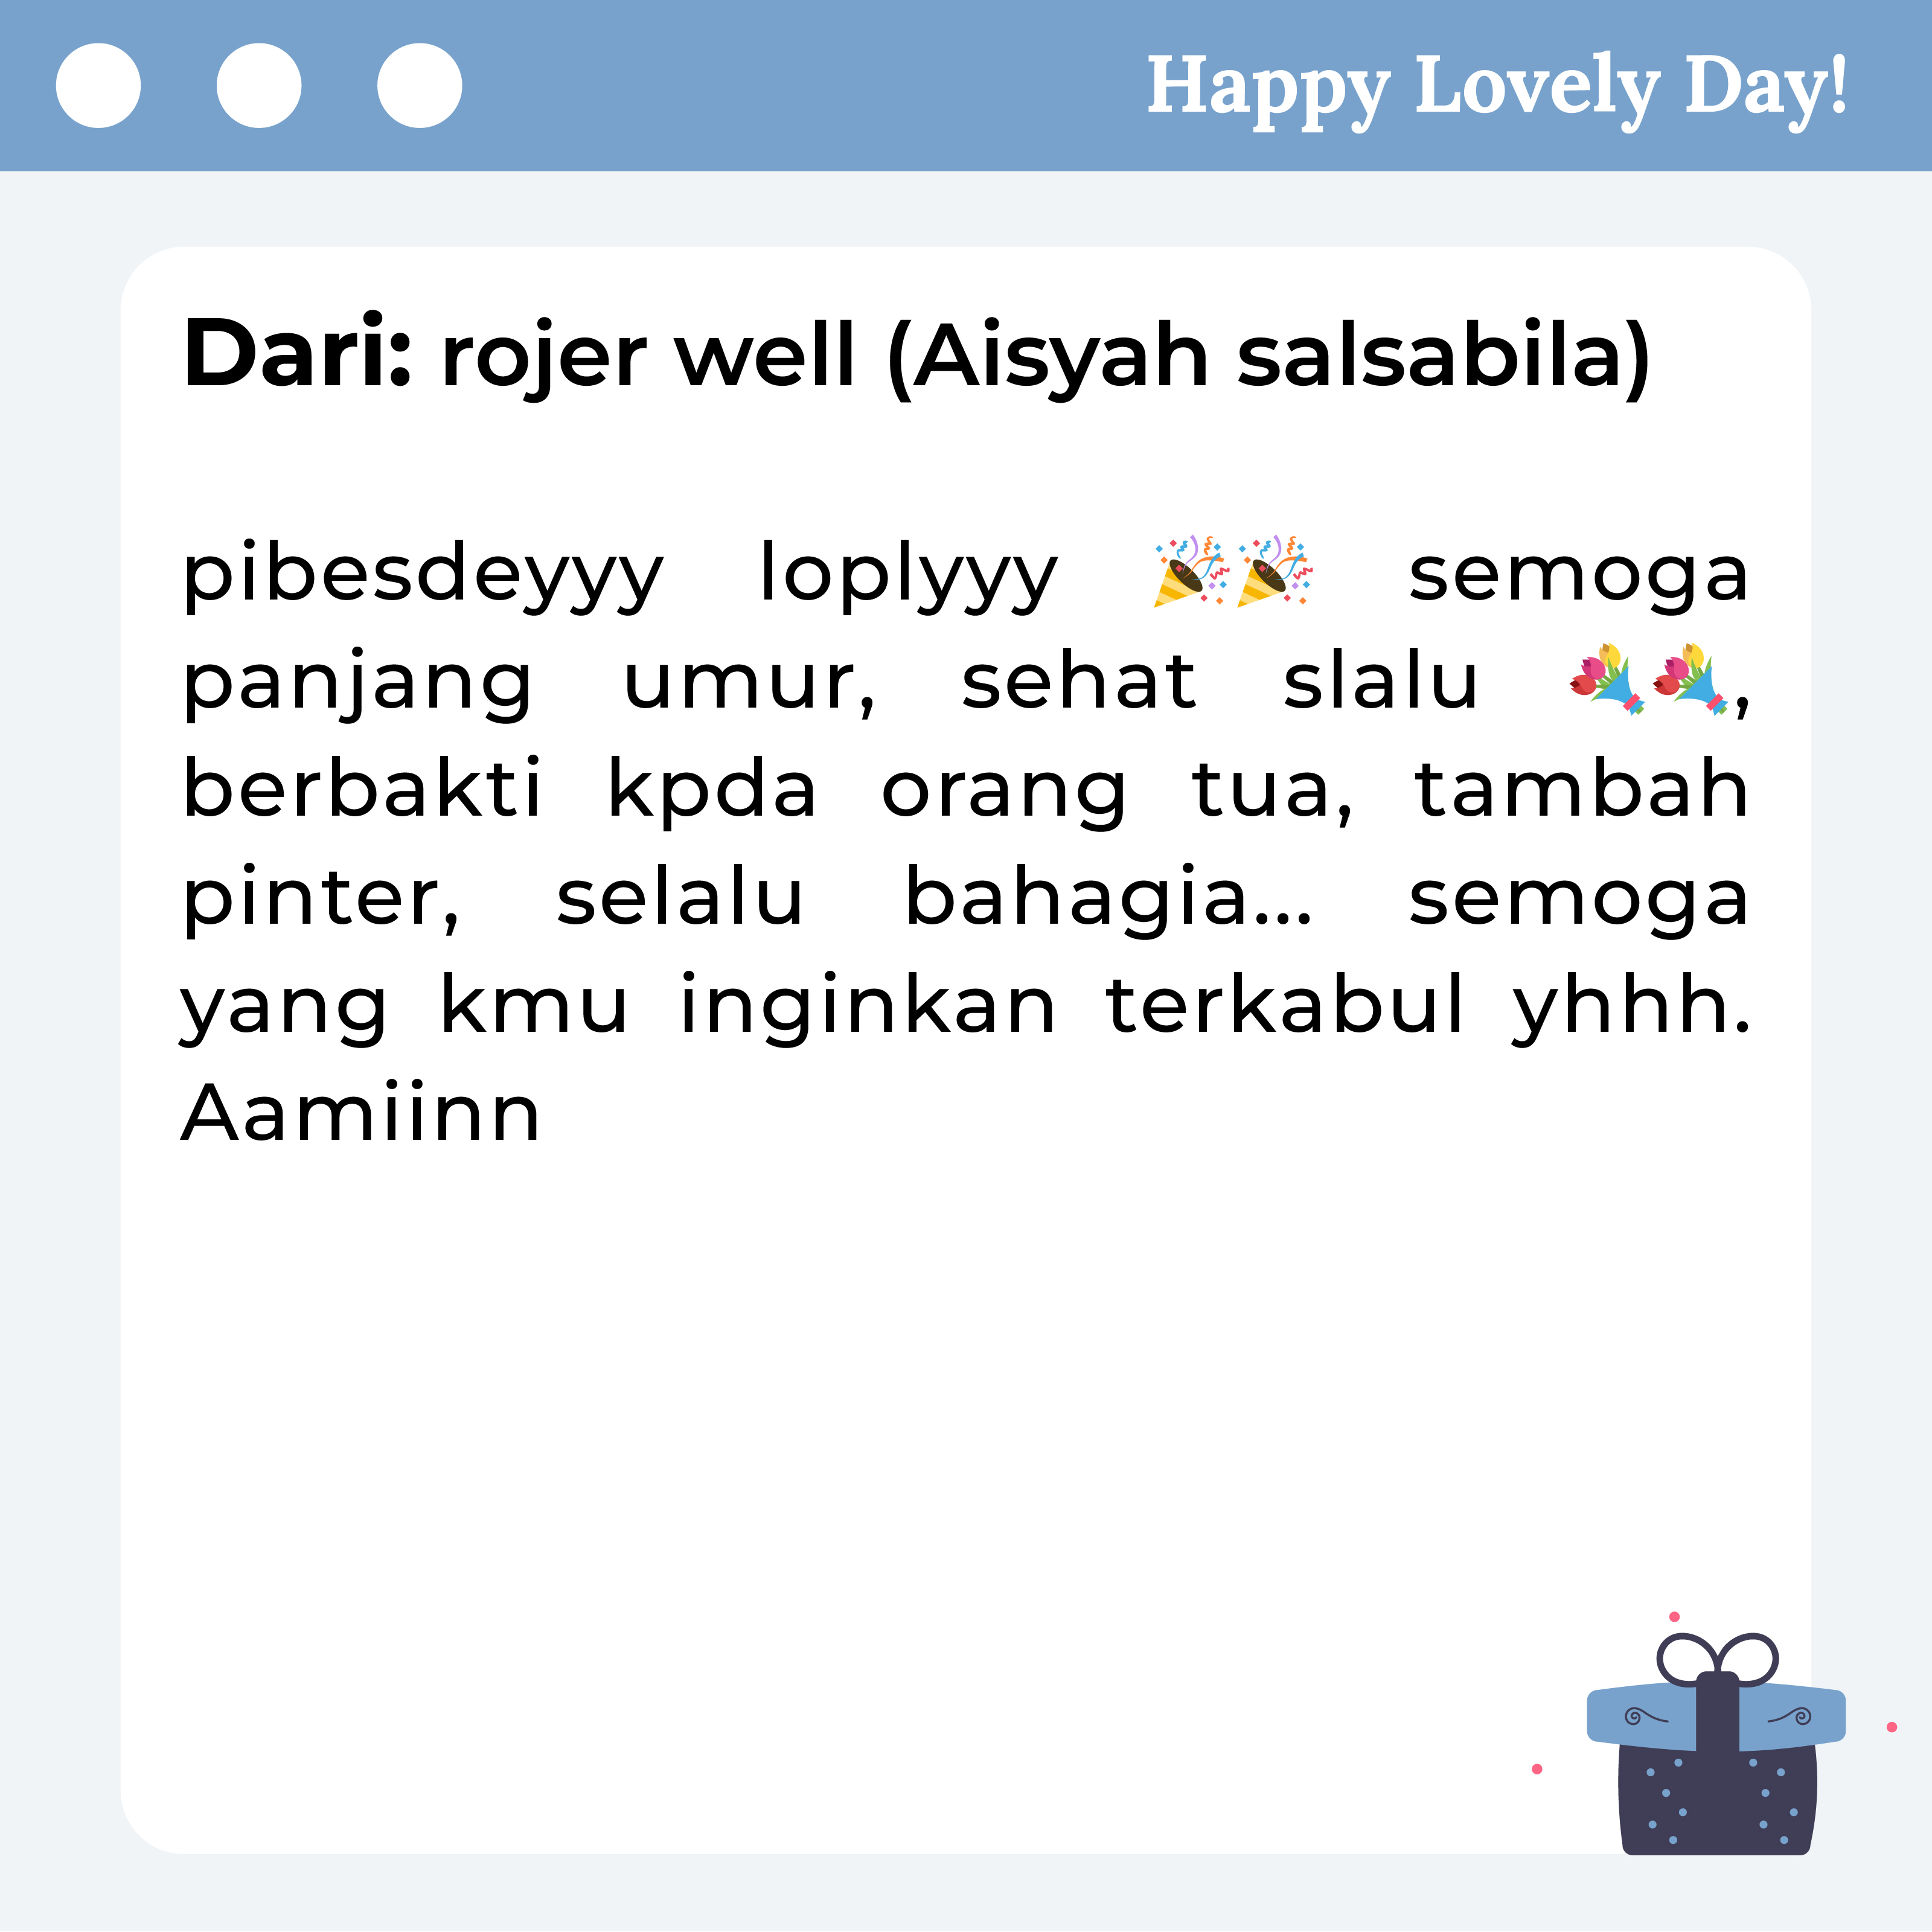 Happy Lovely Day!
Dari: rojer well (Aisyah salsabila)
pibesdeyyy loplyyy 🎉🎉 semoga
panjang umur, sehat slalu 💐💐,
berbakti kpda orang tua, tambah
pinter, selalu bahagia... semoga
yang kmu inginkan terkabul yhhh.
Aamiinn